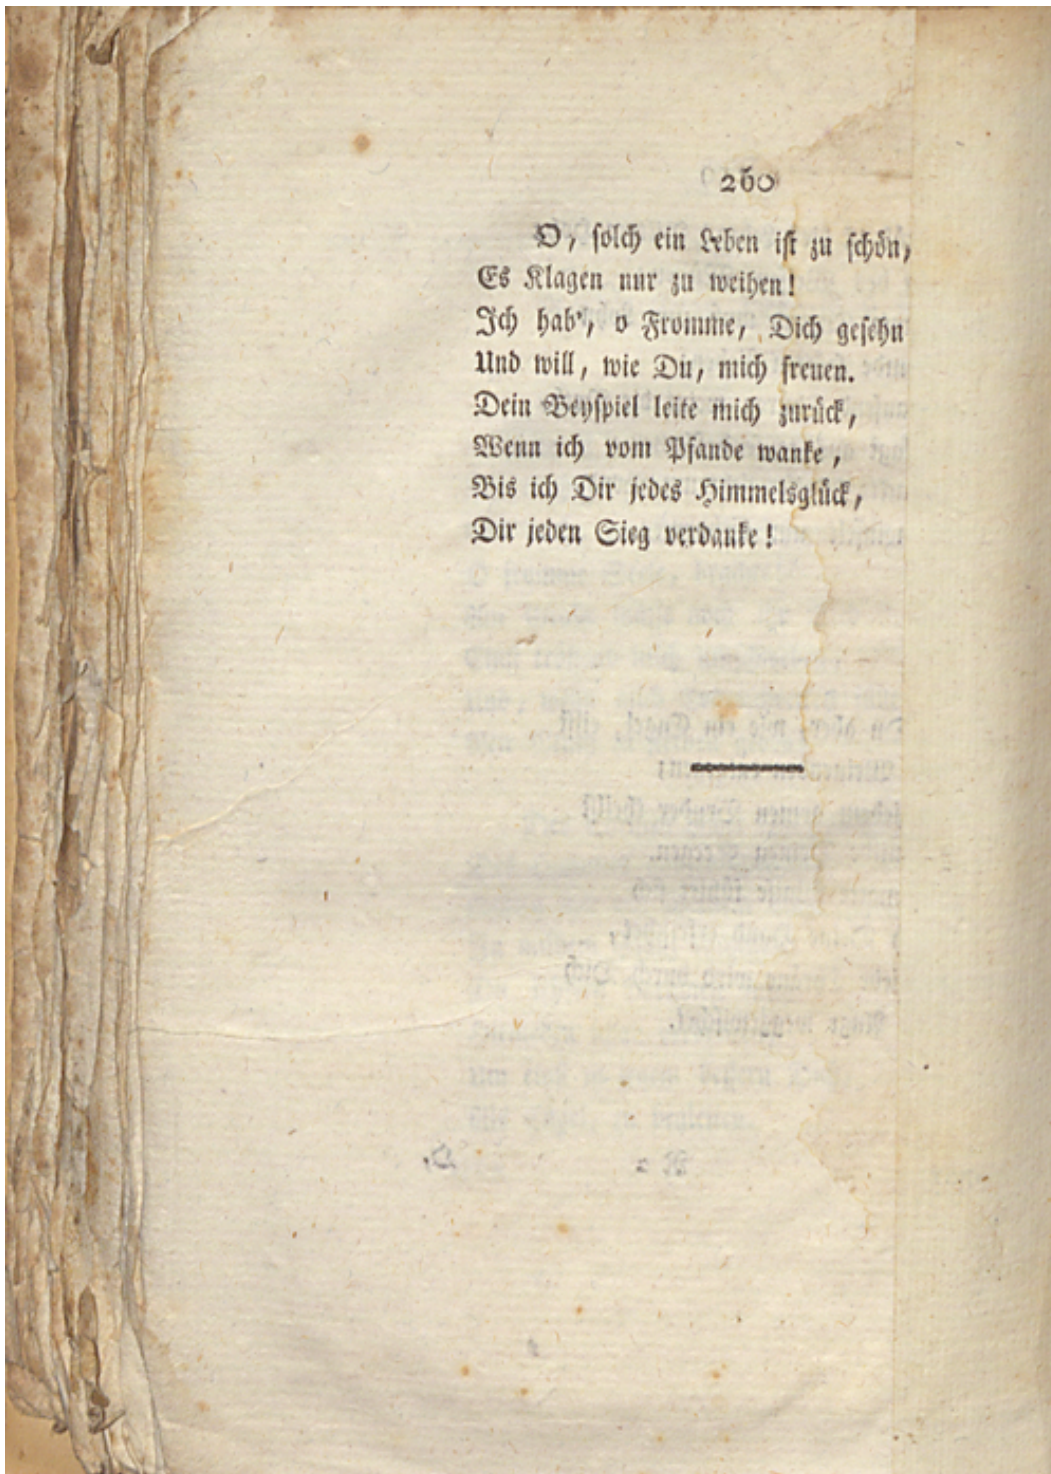 260
O, solch ein Leben ist zu schön,
Es Klagen nur zu weihen!
Ich hab', o Fromme, Dich gesehn
Und will, wie Du, mich freuen.
Dein Beyspiel leite mich zurück,
Wenn ich vom Pfande wanke,
Bis ich Dir jedes Himmelsglück,
Dir jeden Sieg verdanke!